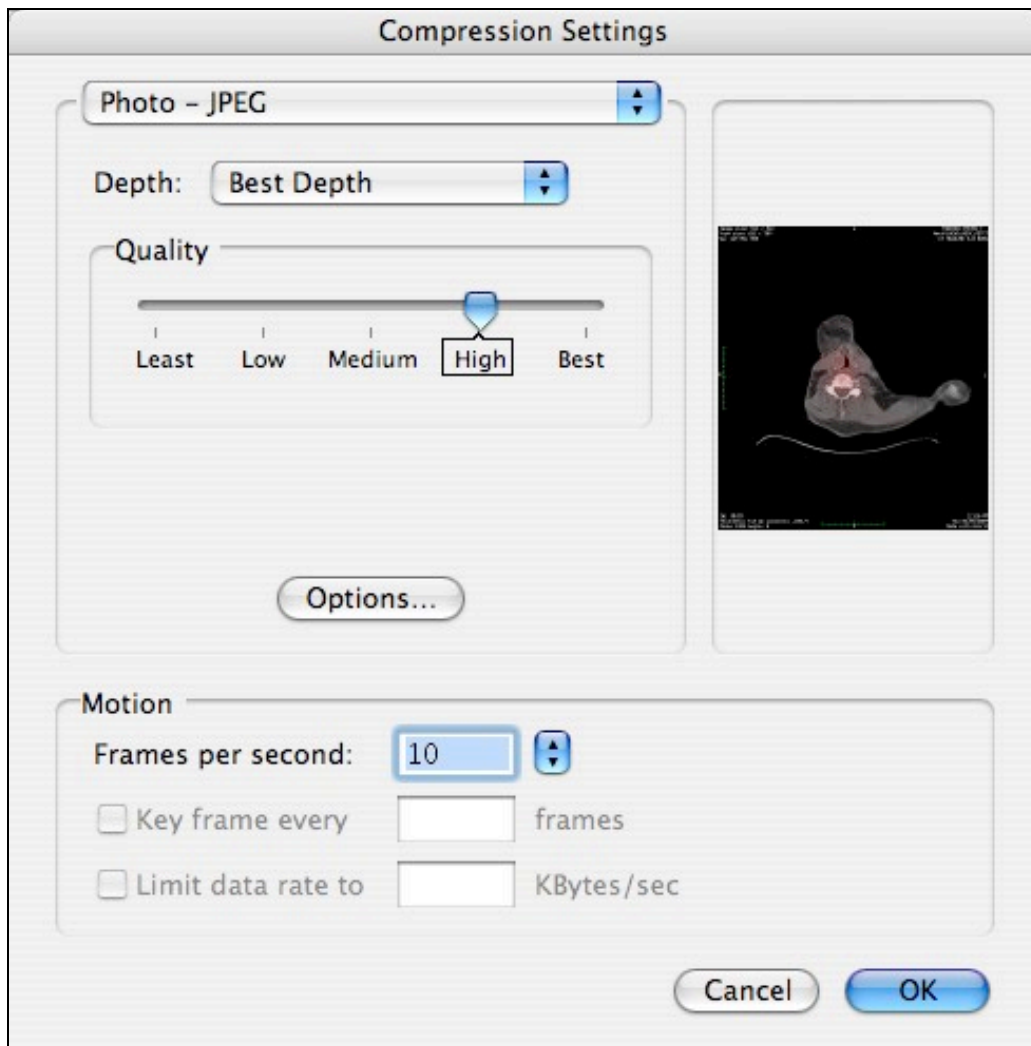 Compression Settings
Photo – JPEG
Depth: Best Depth
Quality
Least Low Medium High Best
Options...
Motion
Frames per second: 10
Key frame every frames
Limit data rate to KBytes/sec
Cancel OK